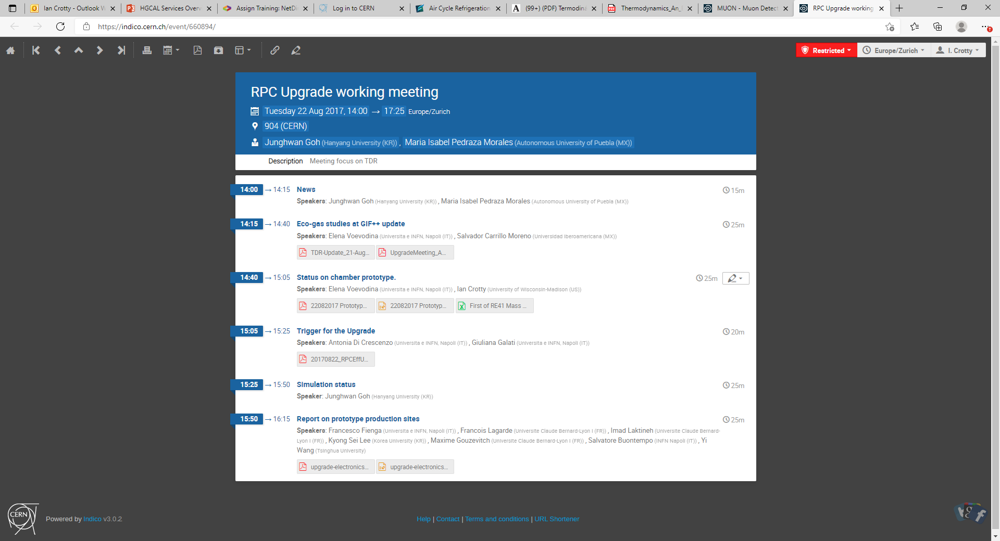 Ian Crotty - Outlook W
HGCAL Services Over
Assign Training: NetDi
Log in to CERN
Air Cycle Refrigeration
(99+) (PDF) Termodiná
Thermodynamics_An_
MUON - Muon Detect
RPC Upgrade working
https://indico.cern.ch/event/660894/
Restricted
Europe/Zurich
I. Crotty
RPC Upgrade working meeting
Tuesday 22 Aug 2017, 14:00 → 17:25 Europe/Zurich
904 (CERN)
Junghwan Goh (Hanyang University (KR)) , Maria Isabel Pedraza Morales (Autonomous University of Puebla (MX))
Description Meeting focus on TDR
14:00 → 14:15 News 15m
Speakers: Junghwan Goh (Hanyang University (KR)) , Maria Isabel Pedraza Morales (Autonomous University of Puebla (MX))
14:15 → 14:40 Eco-gas studies at GIF++ update 25m
Speakers: Elena Voevodina (Universita e INFN, Napoli (IT)) , Salvador Carrillo Moreno (Universidad Iberoamericana (MX))
TDR-Update_21-Aug... UpgradeMeeting_A...
14:40 → 15:05 Status on chamber prototype. 25m
Speakers: Elena Voevodina (Universita e INFN, Napoli (IT)) , Ian Crotty (University of Wisconsin-Madison (US))
22082017 Prototyp... 22082017 Prototyp... First of RE41 Mass ...
15:05 → 15:25 Trigger for the Upgrade 20m
Speakers: Antonia Di Crescenzo (Universita e INFN, Napoli (IT)) , Giuliana Galati (Universita e INFN, Napoli (IT))
20170822_RPCEffU...
15:25 → 15:50 Simulation status 25m
Speaker: Junghwan Goh (Hanyang University (KR))
15:50 → 16:15 Report on prototype production sites 25m
Speakers: Francesco Fienga (Universita e INFN, Napoli (IT)) , Francois Lagarde (Universite Claude Bernard-Lyon I (FR)) , Imad Laktineh (Universite Claude Bernard-
Lyon I (FR)) , Kyong Sei Lee (Korea University (KR)) , Maxime Gouzevitch (Universite Claude Bernard-Lyon I (FR)) , Salvatore Buontempo (INFN Napoli (IT)) , Yi
Wang (Tsinghua University)
upgrade-electronics... upgrade-electronics...
CERN
Powered by Indico v3.0.2
Help | Contact | Terms and conditions | URL Shortener